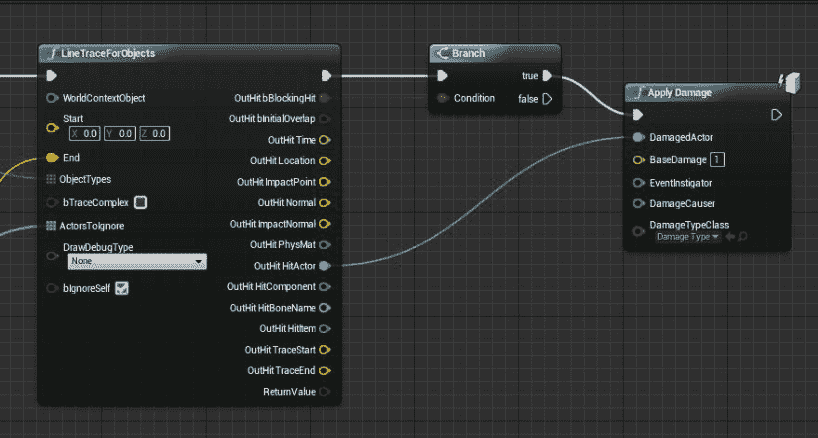 LineTraceForObjects
WorldContextObject
Start
X 0.0 Y 0.0 Z 0.0
End
ObjectTypes
bTraceComplex
ActorsToIgnore
DrawDebugType
None
bIgnoreSelf
OutHit bBlockingHit
OutHit bInitialOverlap
OutHit Time
OutHit Location
OutHit ImpactPoint
OutHit Normal
OutHit ImpactNormal
OutHit PhysMat
OutHit HitActor
OutHit HitComponent
OutHit HitBoneName
OutHit HitItem
OutHit TraceStart
OutHit TraceEnd
ReturnValue
Branch
true
Condition
false
Apply Damage
DamagedActor
BaseDamage 1
EventInstigator
DamageCauser
DamageTypeClass
Damage Type